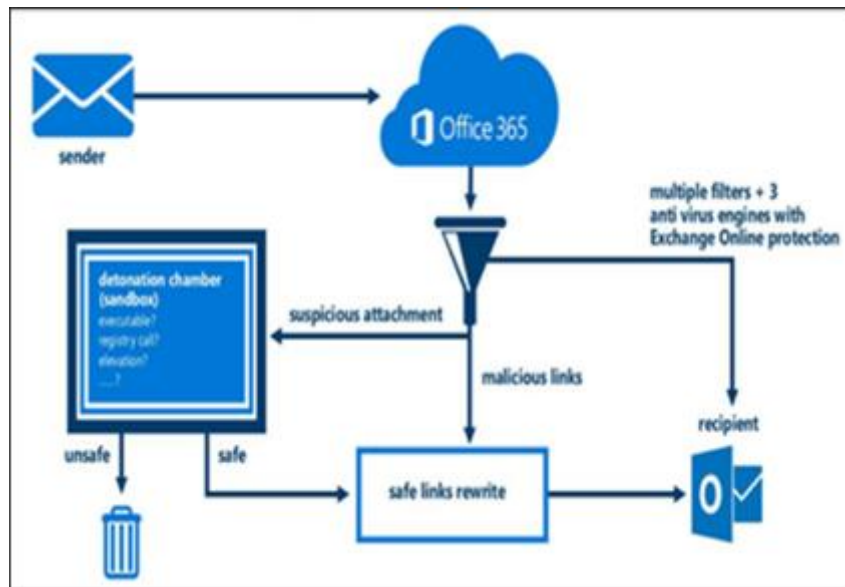 Office 365
sender
multiple filters + 3
anti virus engines with
Exchange Online protection
detonation chamber
(sandbox)
executable?
registry call?
elevation?
.....?
suspicious attachment
malicious links
recipient
unsafe
safe
safe links rewrite